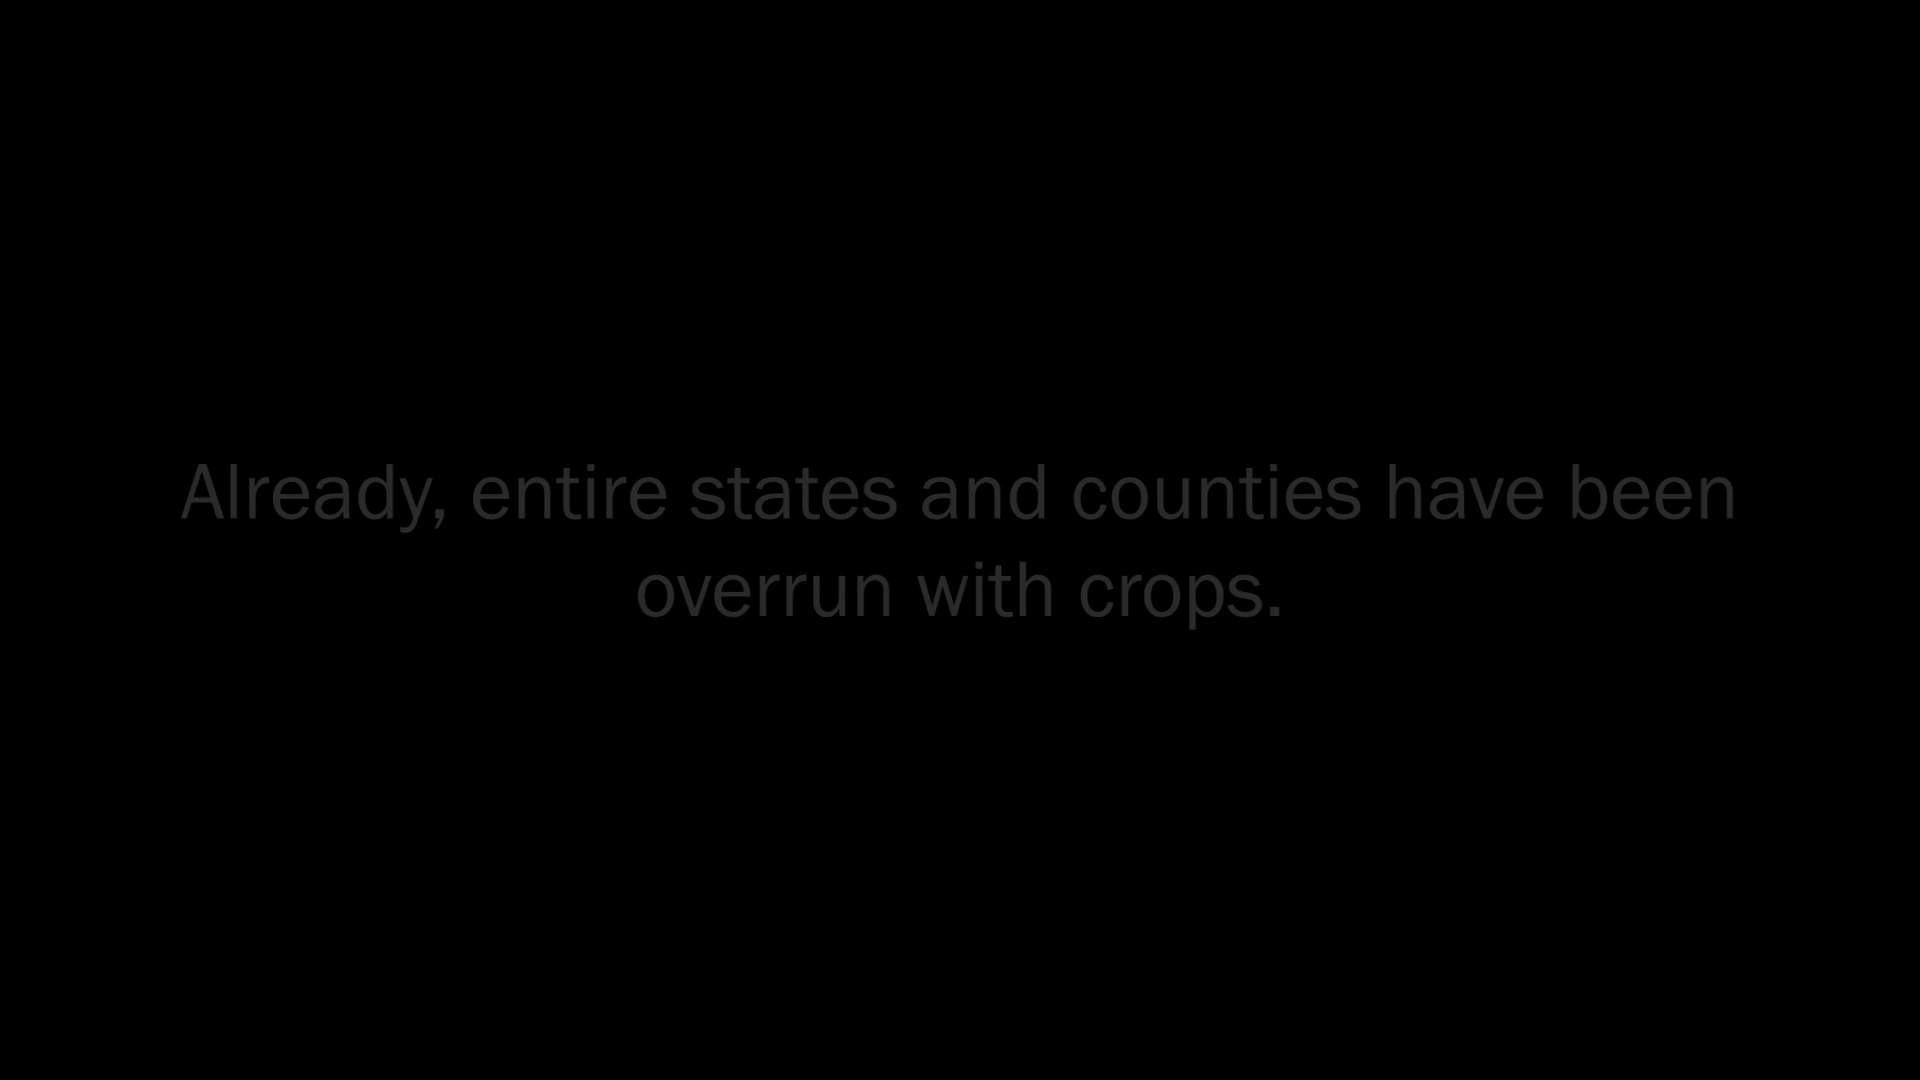 Already, entire states and counties have been
overrun with crops.